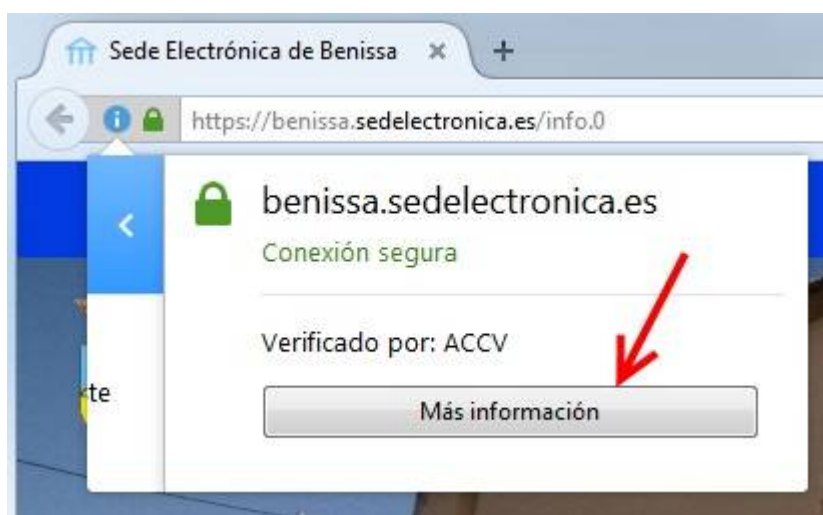 Sede Electrónica de Benissa
https://benissa.sedelectronica.es/info.0
benissa.sedelectronica.es
Conexión segura
Verificado por: ACCV
te
Más información